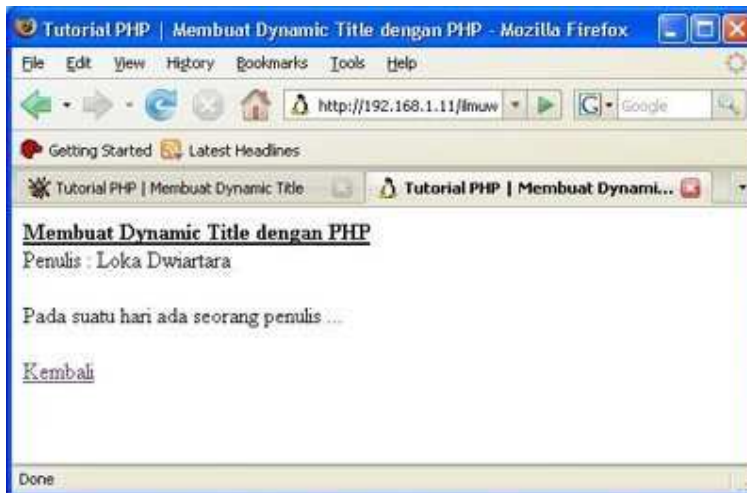 Tutorial PHP | Membuat Dynamic Title dengan PHP - Mozilla Firefox
File Edit View History Bookmarks Tools Help
http://192.168.1.11/ilmuw G Google
Getting Started Latest Headlines
Tutorial PHP | Membuat Dynamic Title Tutorial PHP | Membuat Dynami...
Membuat Dynamic Title dengan PHP
Penulis : Loka Dwiartara
Pada suatu hari ada seorang penulis ...
Kembali
Done